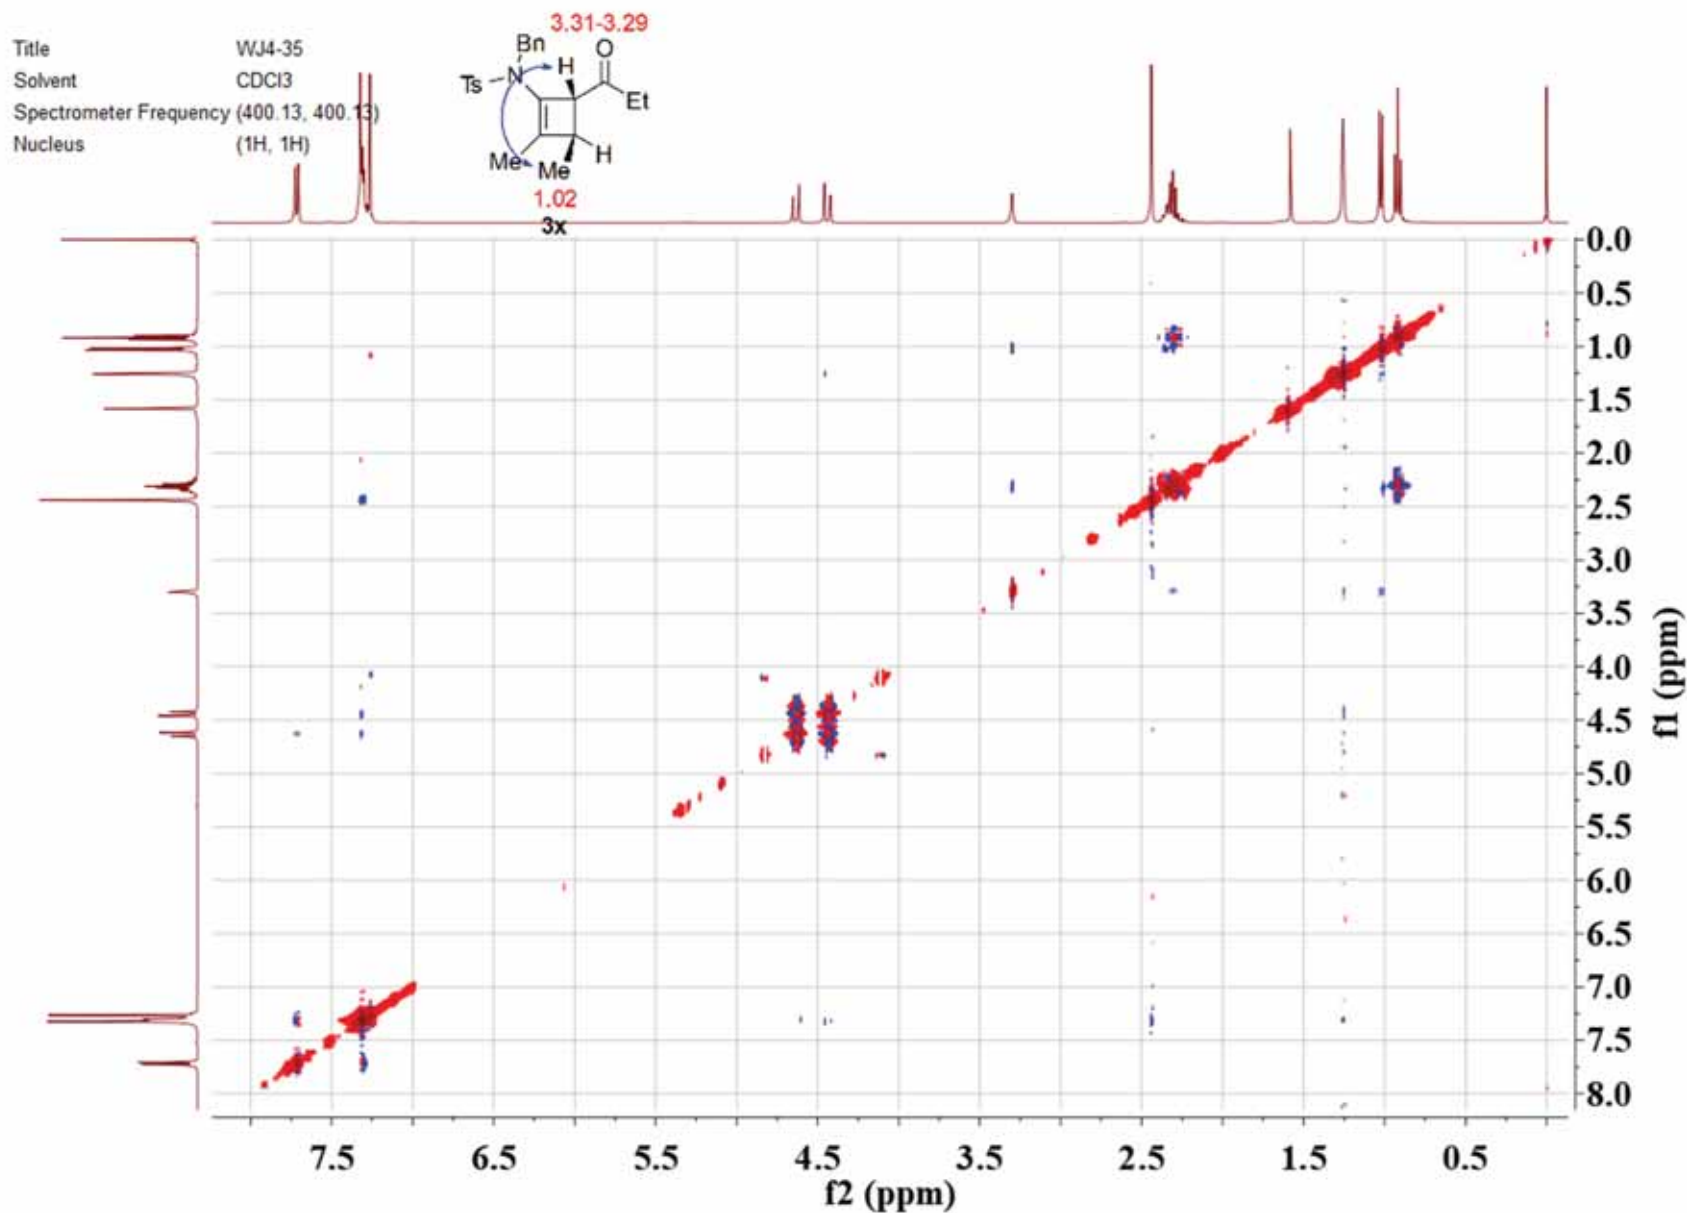 Title WJ4-35
Solvent CDCl3
Spectrometer Frequency (400.13, 400.13)
Nucleus (1H, 1H)
3.31-3.29
Bn O
H
Ts N
Et
Me Me H
1.02
3x
0.0
0.5
1.0
1.5
2.0
2.5
3.0
3.5
4.0
4.5
5.0
5.5
6.0
6.5
7.0
7.5
8.0
f1 (ppm)
7.5 6.5 5.5 4.5 3.5 2.5 1.5 0.5
f2 (ppm)